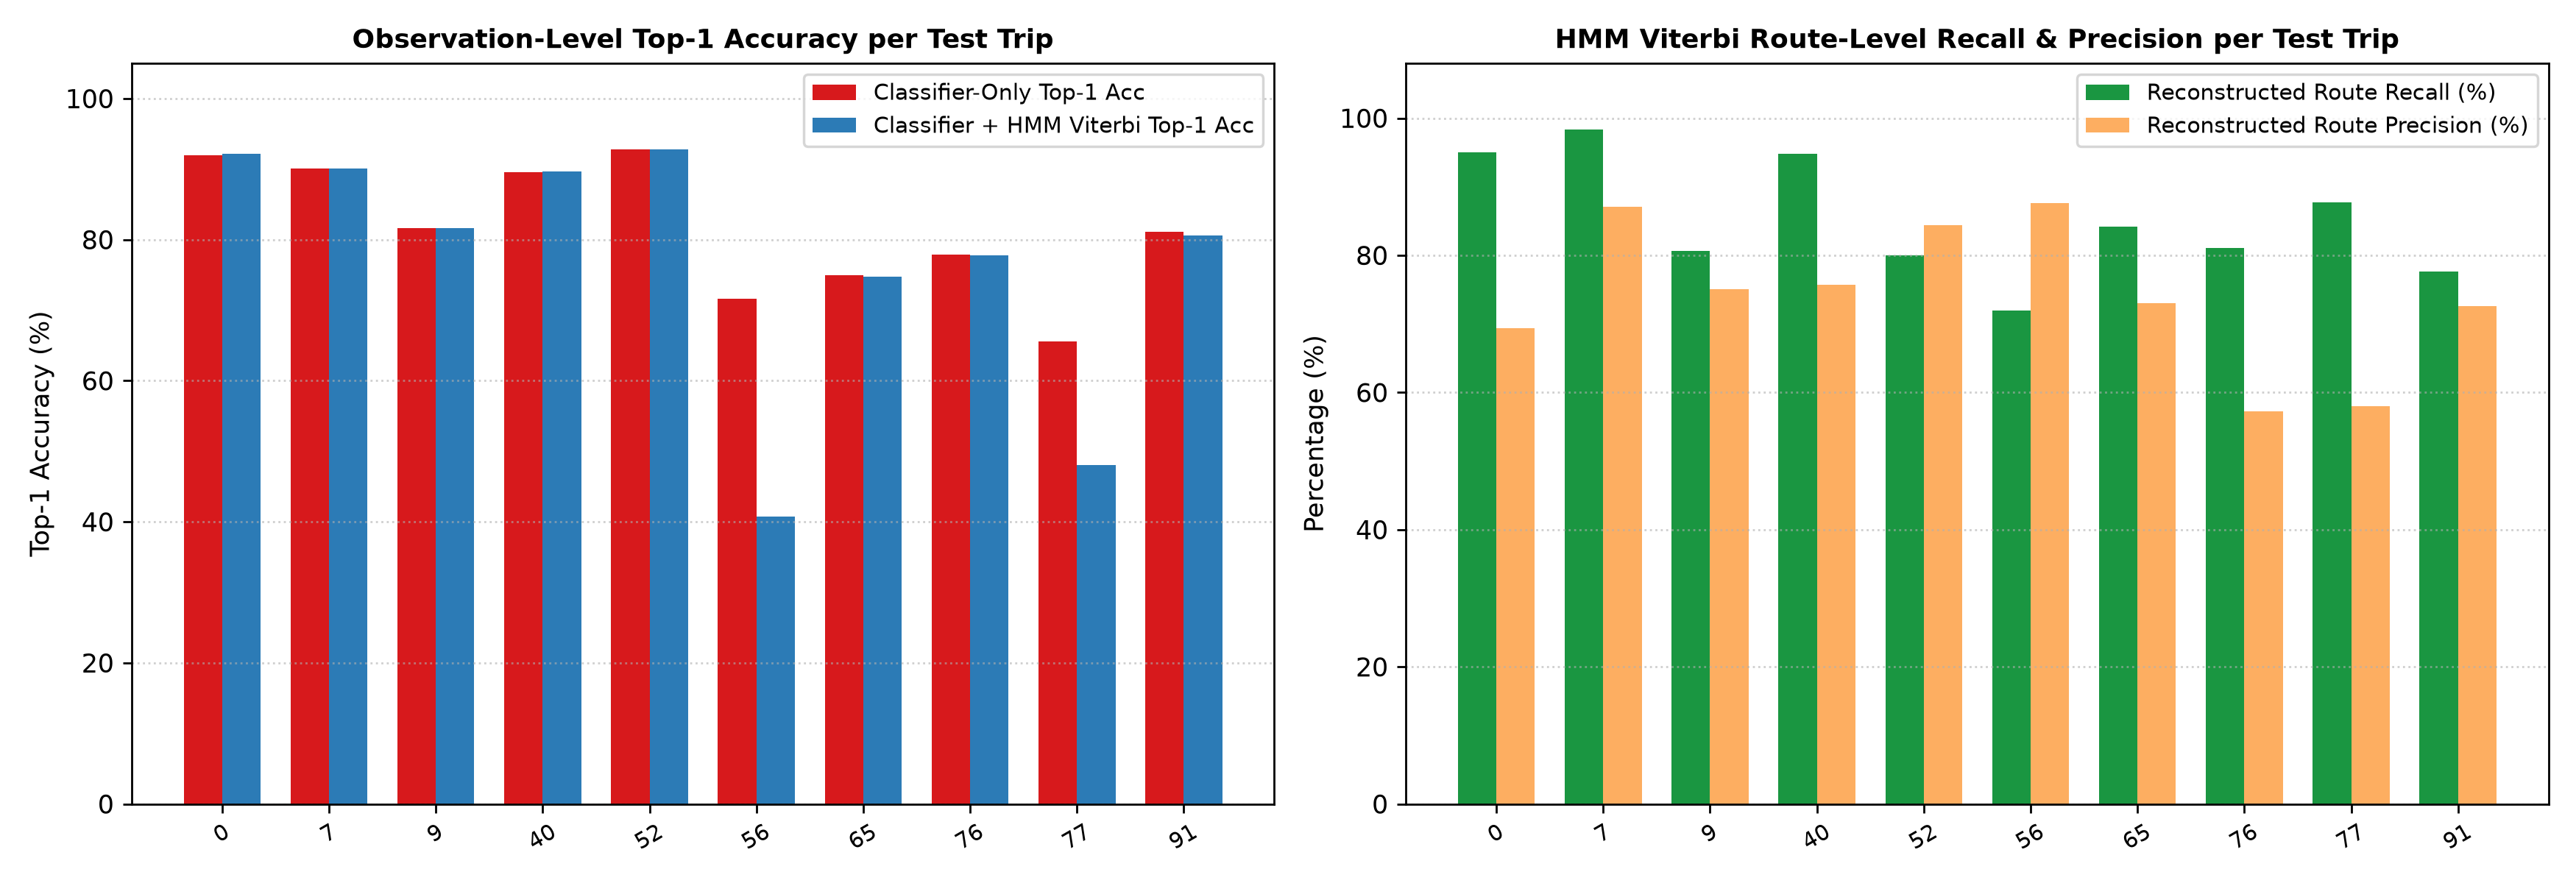 Observation-Level Top-1 Accuracy per Test Trip
Top-1 Accuracy (%)
100
80
60
40
20
0
Classifier-Only Top-1 Acc
Classifier + HMM Viterbi Top-1 Acc
0 7 9 40 52 56 65 76 77 91
HMM Viterbi Route-Level Recall & Precision per Test Trip
Percentage (%)
100
80
60
40
20
0
Reconstructed Route Recall (%)
Reconstructed Route Precision (%)
0 7 9 40 52 56 65 76 77 91